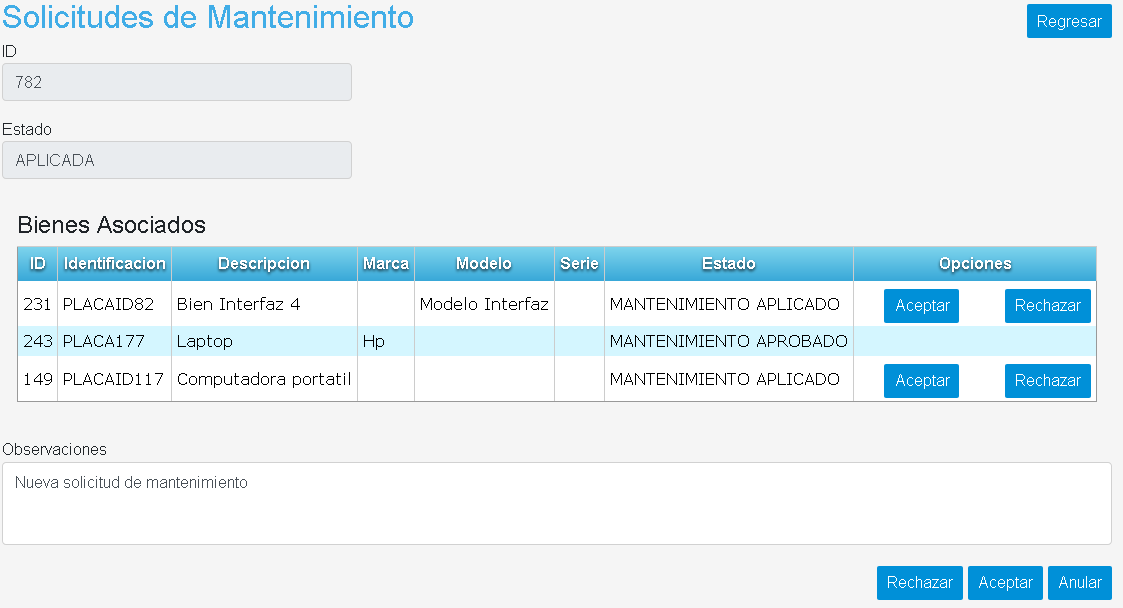 Solicitudes de Mantenimiento
Regresar
ID
782
Estado
APLICADA
Bienes Asociados
ID Identificacion Descripcion Marca Modelo Serie Estado Opciones
231 PLACAID82 Bien Interfaz 4 Modelo Interfaz MANTENIMIENTO APLICADO Aceptar Rechazar
243 PLACA177 Laptop Hp MANTENIMIENTO APROBADO
149 PLACAID117 Computadora portatil MANTENIMIENTO APLICADO Aceptar Rechazar
Observaciones
Nueva solicitud de mantenimiento
Rechazar Aceptar Anular